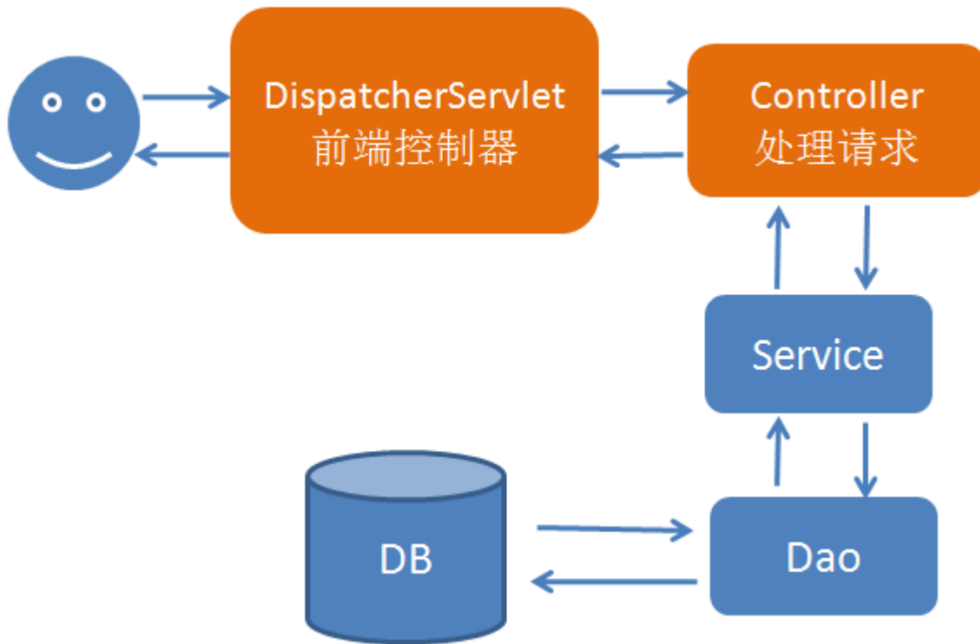 DispatcherServlet
前端控制器
Controller
处理请求
Service
Dao
DB